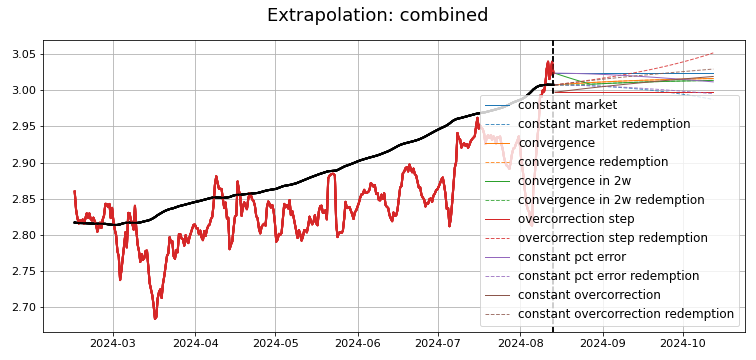 Extrapolation: combined
3.05
3.00
2.95
2.90
2.85
2.80
2.75
2.70
constant market
constant market redemption
convergence
convergence redemption
convergence in 2w
convergence in 2w redemption
overcorrection step
overcorrection step redemption
constant pct error
constant pct error redemption
constant overcorrection
constant overcorrection redemption
2024-03
2024-04
2024-05
2024-06
2024-07
2024-08
2024-09
2024-10